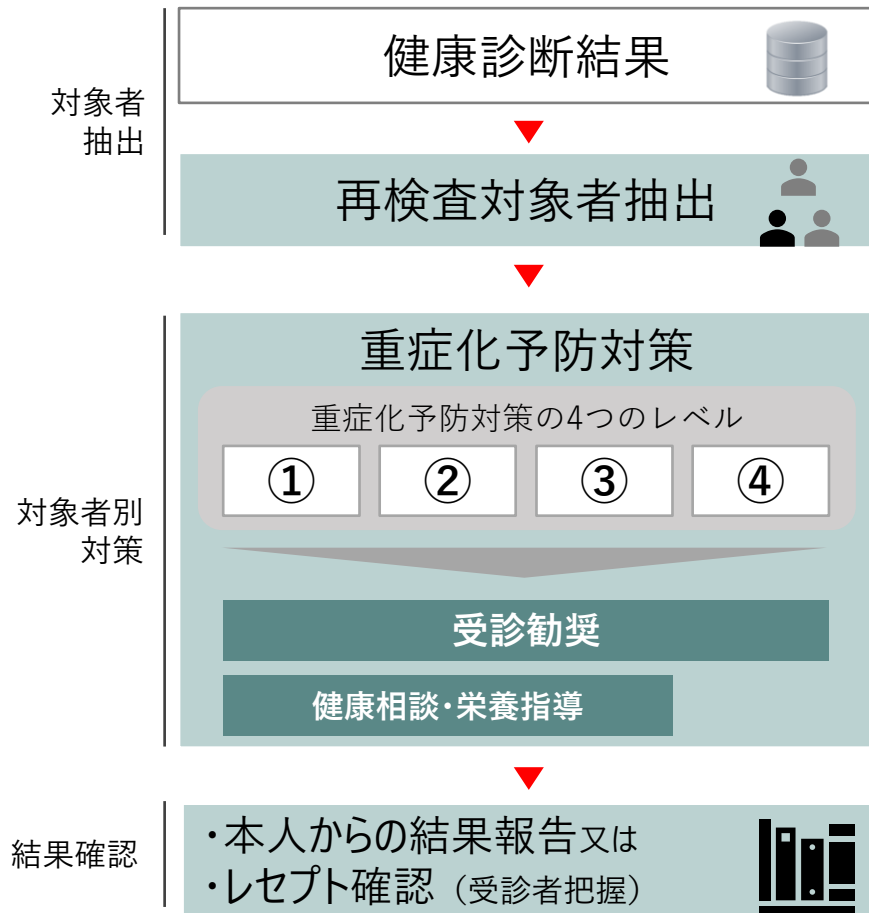 対象者
抽出
健康診断結果
再検査対象者抽出
対象者別
対策
重症化予防対策
重症化予防対策の4つのレベル
① ② ③ ④
受診勧奨
健康相談・栄養指導
結果確認
・本人からの結果報告又は
・レセプト確認（受診者把握）